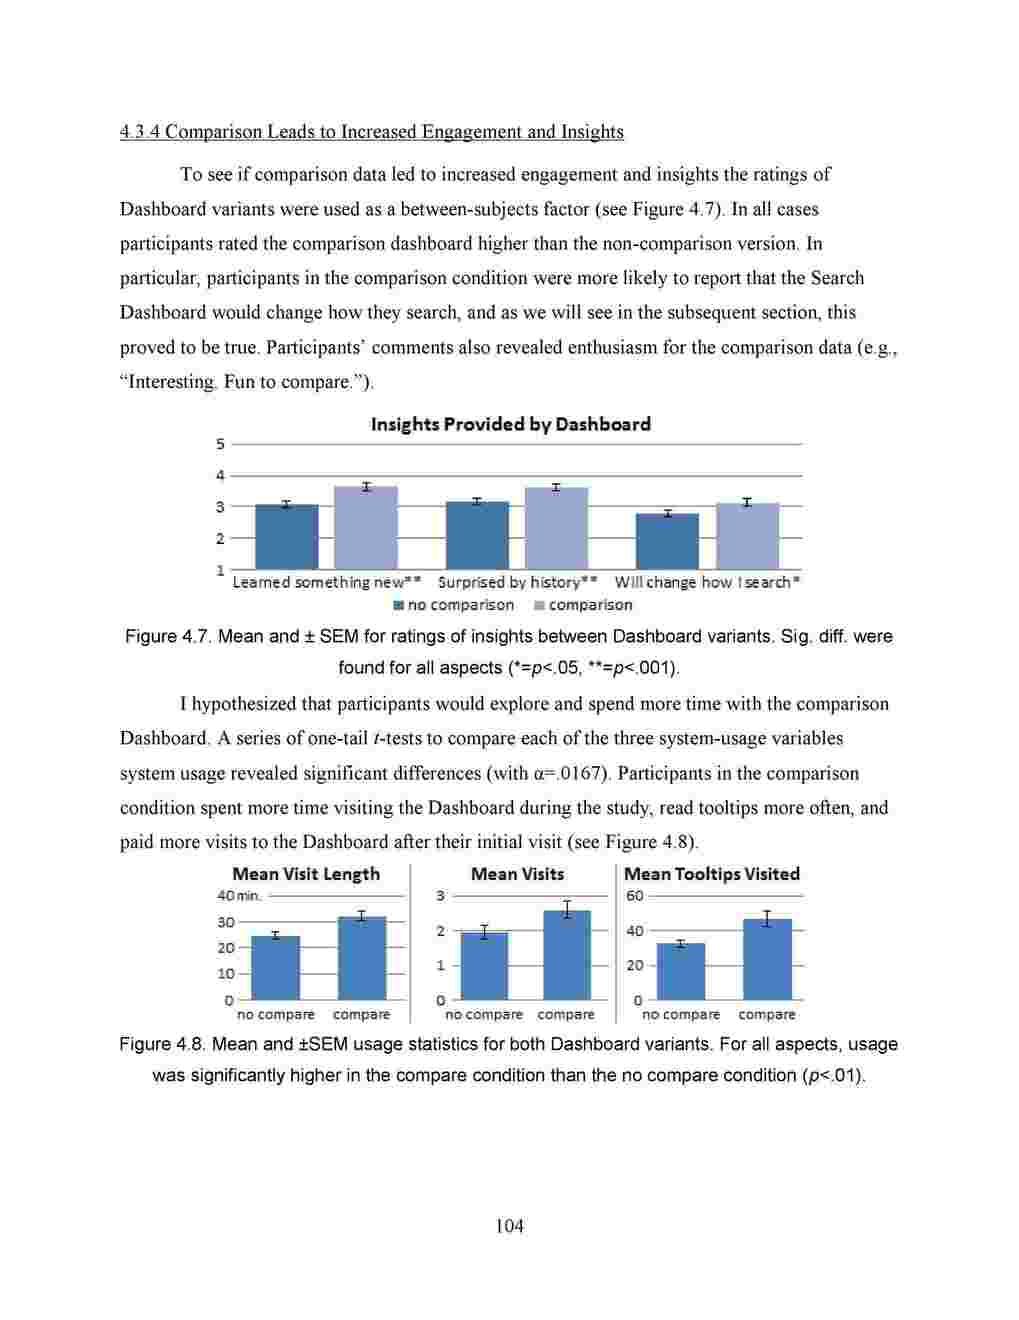 4.3.4 Comparison Leads to Increased Engagement and Insights
To see if comparison data led to increased engagement and insights the ratings of
Dashboard variants were used as a between-subjects factor (see Figure 4.7). In all cases
participants rated the comparison dashboard higher than the non-comparison version. In
particular, participants in the comparison condition were more likely to report that the Search
Dashboard would change how they search, and as we will see in the subsequent section, this
proved to be true. Participants’ comments also revealed enthusiasm for the comparison data (e.g.,
“Interesting. Fun to compare.”).
Insights Provided by Dashboard
5
4
3
2
1
Learned something new** Surprised by history** Will change how I search*
no comparison comparison
Figure 4.7. Mean and ± SEM for ratings of insights between Dashboard variants. Sig. diff. were
found for all aspects (*=p<.05, **=p<.001).
I hypothesized that participants would explore and spend more time with the comparison
Dashboard. A series of one-tail t-tests to compare each of the three system-usage variables
system usage revealed significant differences (with α=.0167). Participants in the comparison
condition spent more time visiting the Dashboard during the study, read tooltips more often, and
paid more visits to the Dashboard after their initial visit (see Figure 4.8).
Mean Visit Length
40 min.
30
20
10
0
no compare compare
Mean Visits
3
2
1
0
no compare compare
Mean Tooltips Visited
60
40
20
0
no compare compare
Figure 4.8. Mean and ±SEM usage statistics for both Dashboard variants. For all aspects, usage
was significantly higher in the compare condition than the no compare condition (p<.01).
104